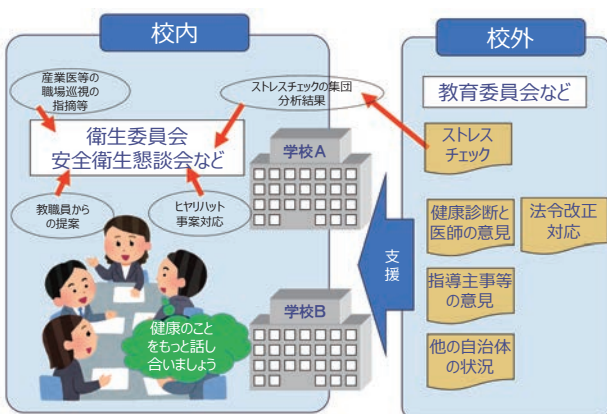 校内
産業医等の
職場巡視の
指摘等
ストレスチェックの集団
分析結果
衛生委員会
安全衛生懇談会など
教職員から
の提案
ヒヤリハット
事案対応
学校A
学校B
健康のこと
をもっと話し
合いましょう
支援
校外
教育委員会など
ストレス
チェック
健康診断と
医師の意見
法令改正
対応
指導主事等
の意見
他の自治体
の状況